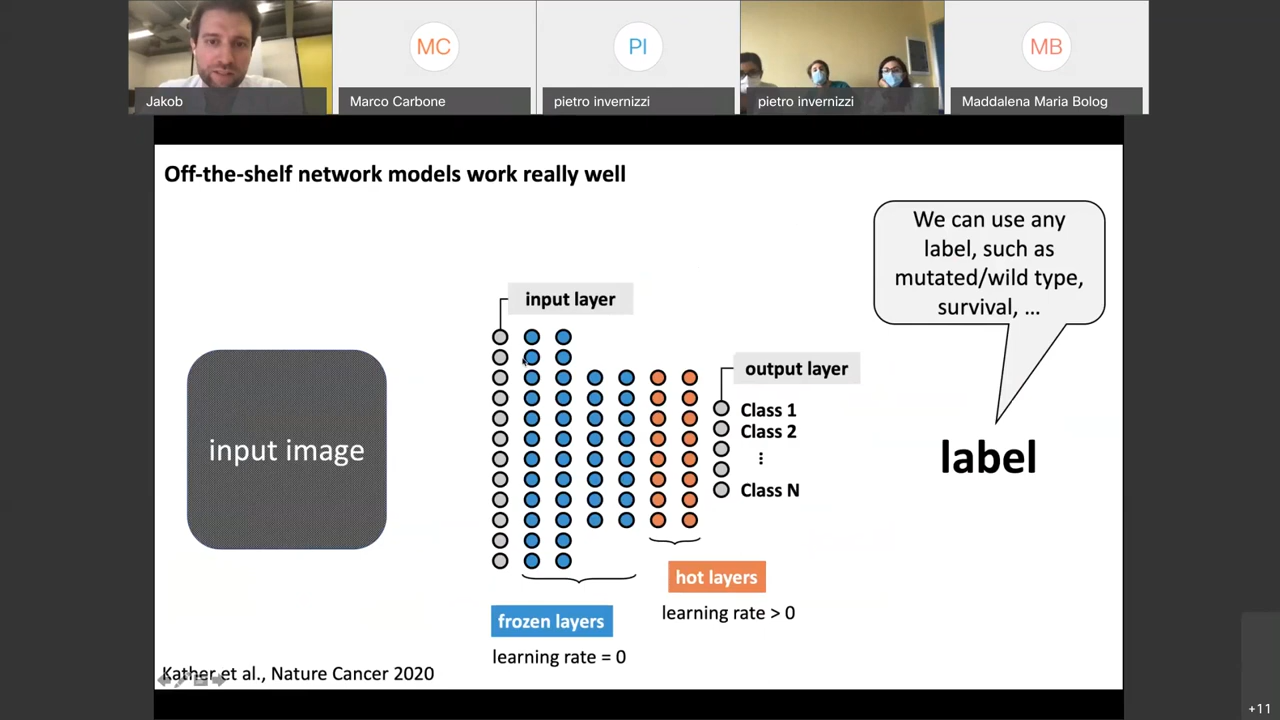 MC
PI
MB
Jakob
Marco Carbone
pietro invernizzi
pietro invernizzi
Maddalena Maria Bolog
Off-the-shelf network models work really well
We can use any
label, such as
mutated/wild type,
survival, ...
input layer
output layer
input image
Class 1
Class 2
⋮
Class N
label
hot layers
learning rate > 0
frozen layers
learning rate = 0
Kather et al., Nature Cancer 2020
+11